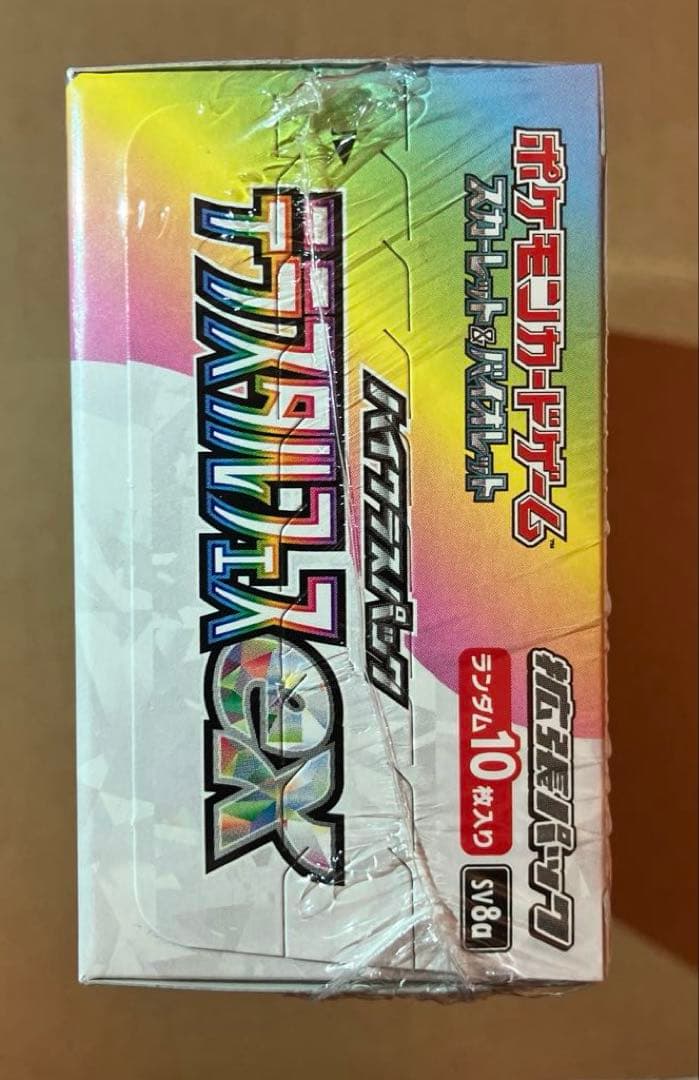 ポケモンカードゲーム™
スカーレット&バイオレット
拡張パック
ランダム10枚入り
sv8a
ハイクラスパック
テラスタルフェス
ex